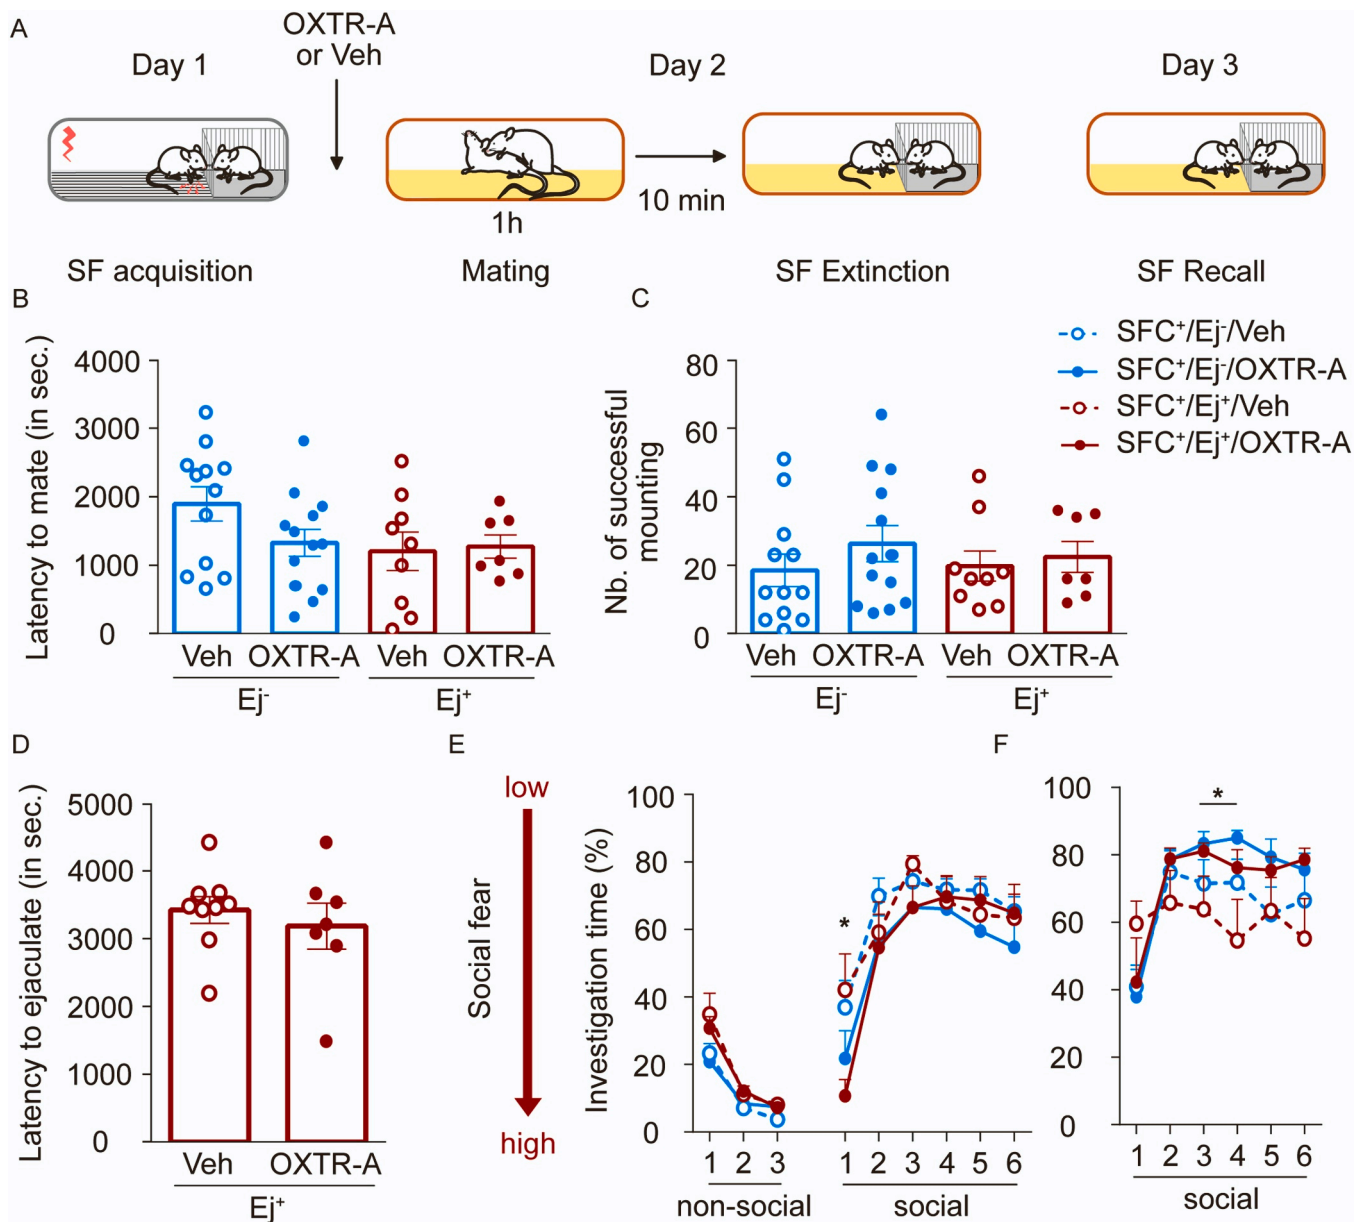 A
OXTR-A
or Veh
Day 1
Day 2
Day 3
1h
10 min
SF acquisition
Mating
SF Extinction
SF Recall
B
Latency to mate (in sec.)
4000
3000
2000
1000
0
Veh OXTR-A Veh OXTR-A
Ej⁻ Ej⁺
C
Nb. of successful
mounting
80
60
40
20
0
Veh OXTR-A Veh OXTR-A
Ej⁻ Ej⁺
SFC⁺/Ej⁻/Veh
SFC⁺/Ej⁻/OXTR-A
SFC⁺/Ej⁺/Veh
SFC⁺/Ej⁺/OXTR-A
D
Latency to ejaculate (in sec.)
5000
4000
3000
2000
1000
0
Veh OXTR-A
Ej⁺
E
low
Social fear
high
Investigation time (%)
100
80
60
40
20
0
*
1 2 3 1 2 3 4 5 6
non-social social
F
100
80
60
40
20
0
*
1 2 3 4 5 6
social